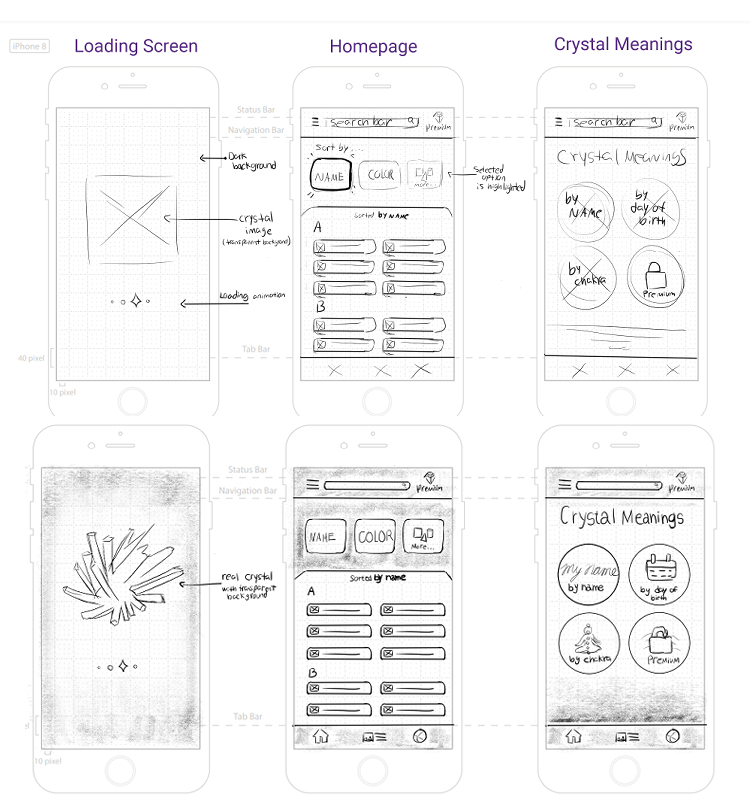 iPhone 8
Loading Screen
Homepage
Crystal Meanings
Status Bar
Navigation Bar
Dark
background
crystal
image
(transparent background)
Loading animation
Tab Bar
40 pixel
10 pixel
Search bar
Premium
Sort by...
NAME
COLOR
more...
Selected
option
is highlighted
Sorted by NAME
A
B
Search bar
Premium
Crystal Meanings
by
NAME
by
day of
birth
by
chakra
Premium
Status Bar
Navigation Bar
real crystal
with transparent
background
Tab Bar
10 pixel
Premium
NAME
COLOR
More...
Sorted by name
A
B
Premium
Crystal Meanings
my name
by name
by day of
birth
by chakra
Premium